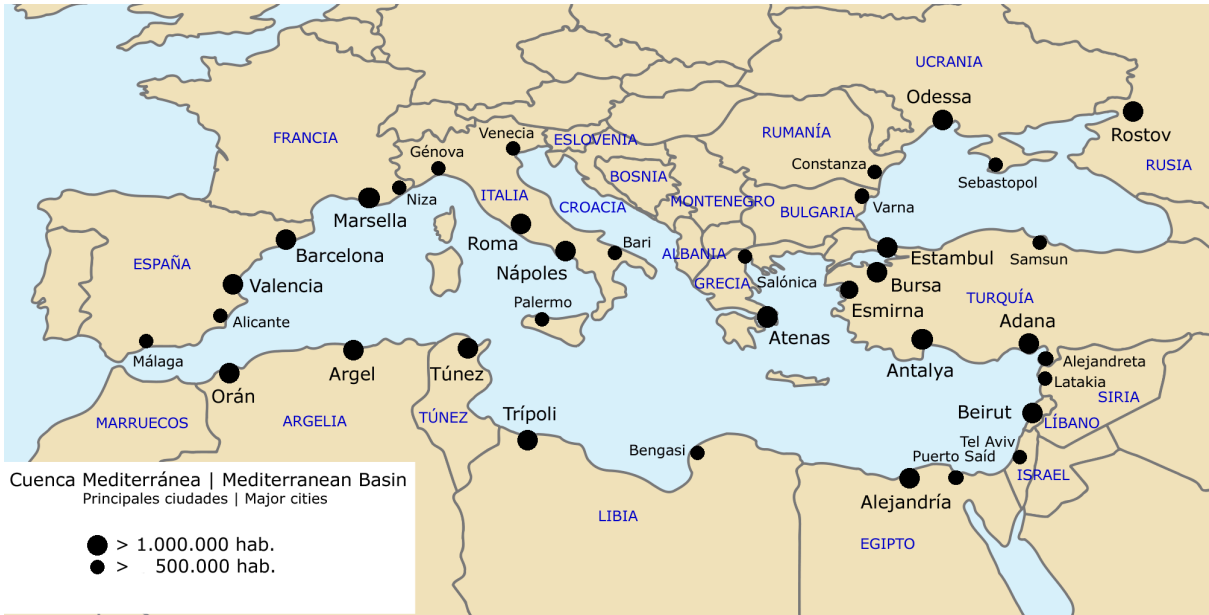 UCRANIA
Odessa
Rostov
FRANCIA
Venecia
ESLOVENIA
RUMANÍA
Génova
Constanza
RUSIA
BOSNIA
Sebastopol
Niza
ITALIA
MONTENEGRO
Marsella
CROACIA
BULGARIA
Varna
Roma
Bari
Barcelona
ALBANIA
Estambul
Samsun
ESPAÑA
Nápoles
GRECIA
Salónica
Bursa
Valencia
TURQUÍA
Palermo
Esmirna
Alicante
Adana
Atenas
Málaga
Argel
Túnez
Antalya
Alejandreta
Latakia
Orán
SIRIA
Trípoli
Beirut
MARRUECOS
ARGELIA
TÚNEZ
LÍBANO
Tel Aviv
Bengasi
Puerto Saíd
ISRAEL
Alejandría
LIBIA
EGIPTO
Cuenca Mediterránea | Mediterranean Basin
Principales ciudades | Major cities
> 1.000.000 hab.
> 500.000 hab.